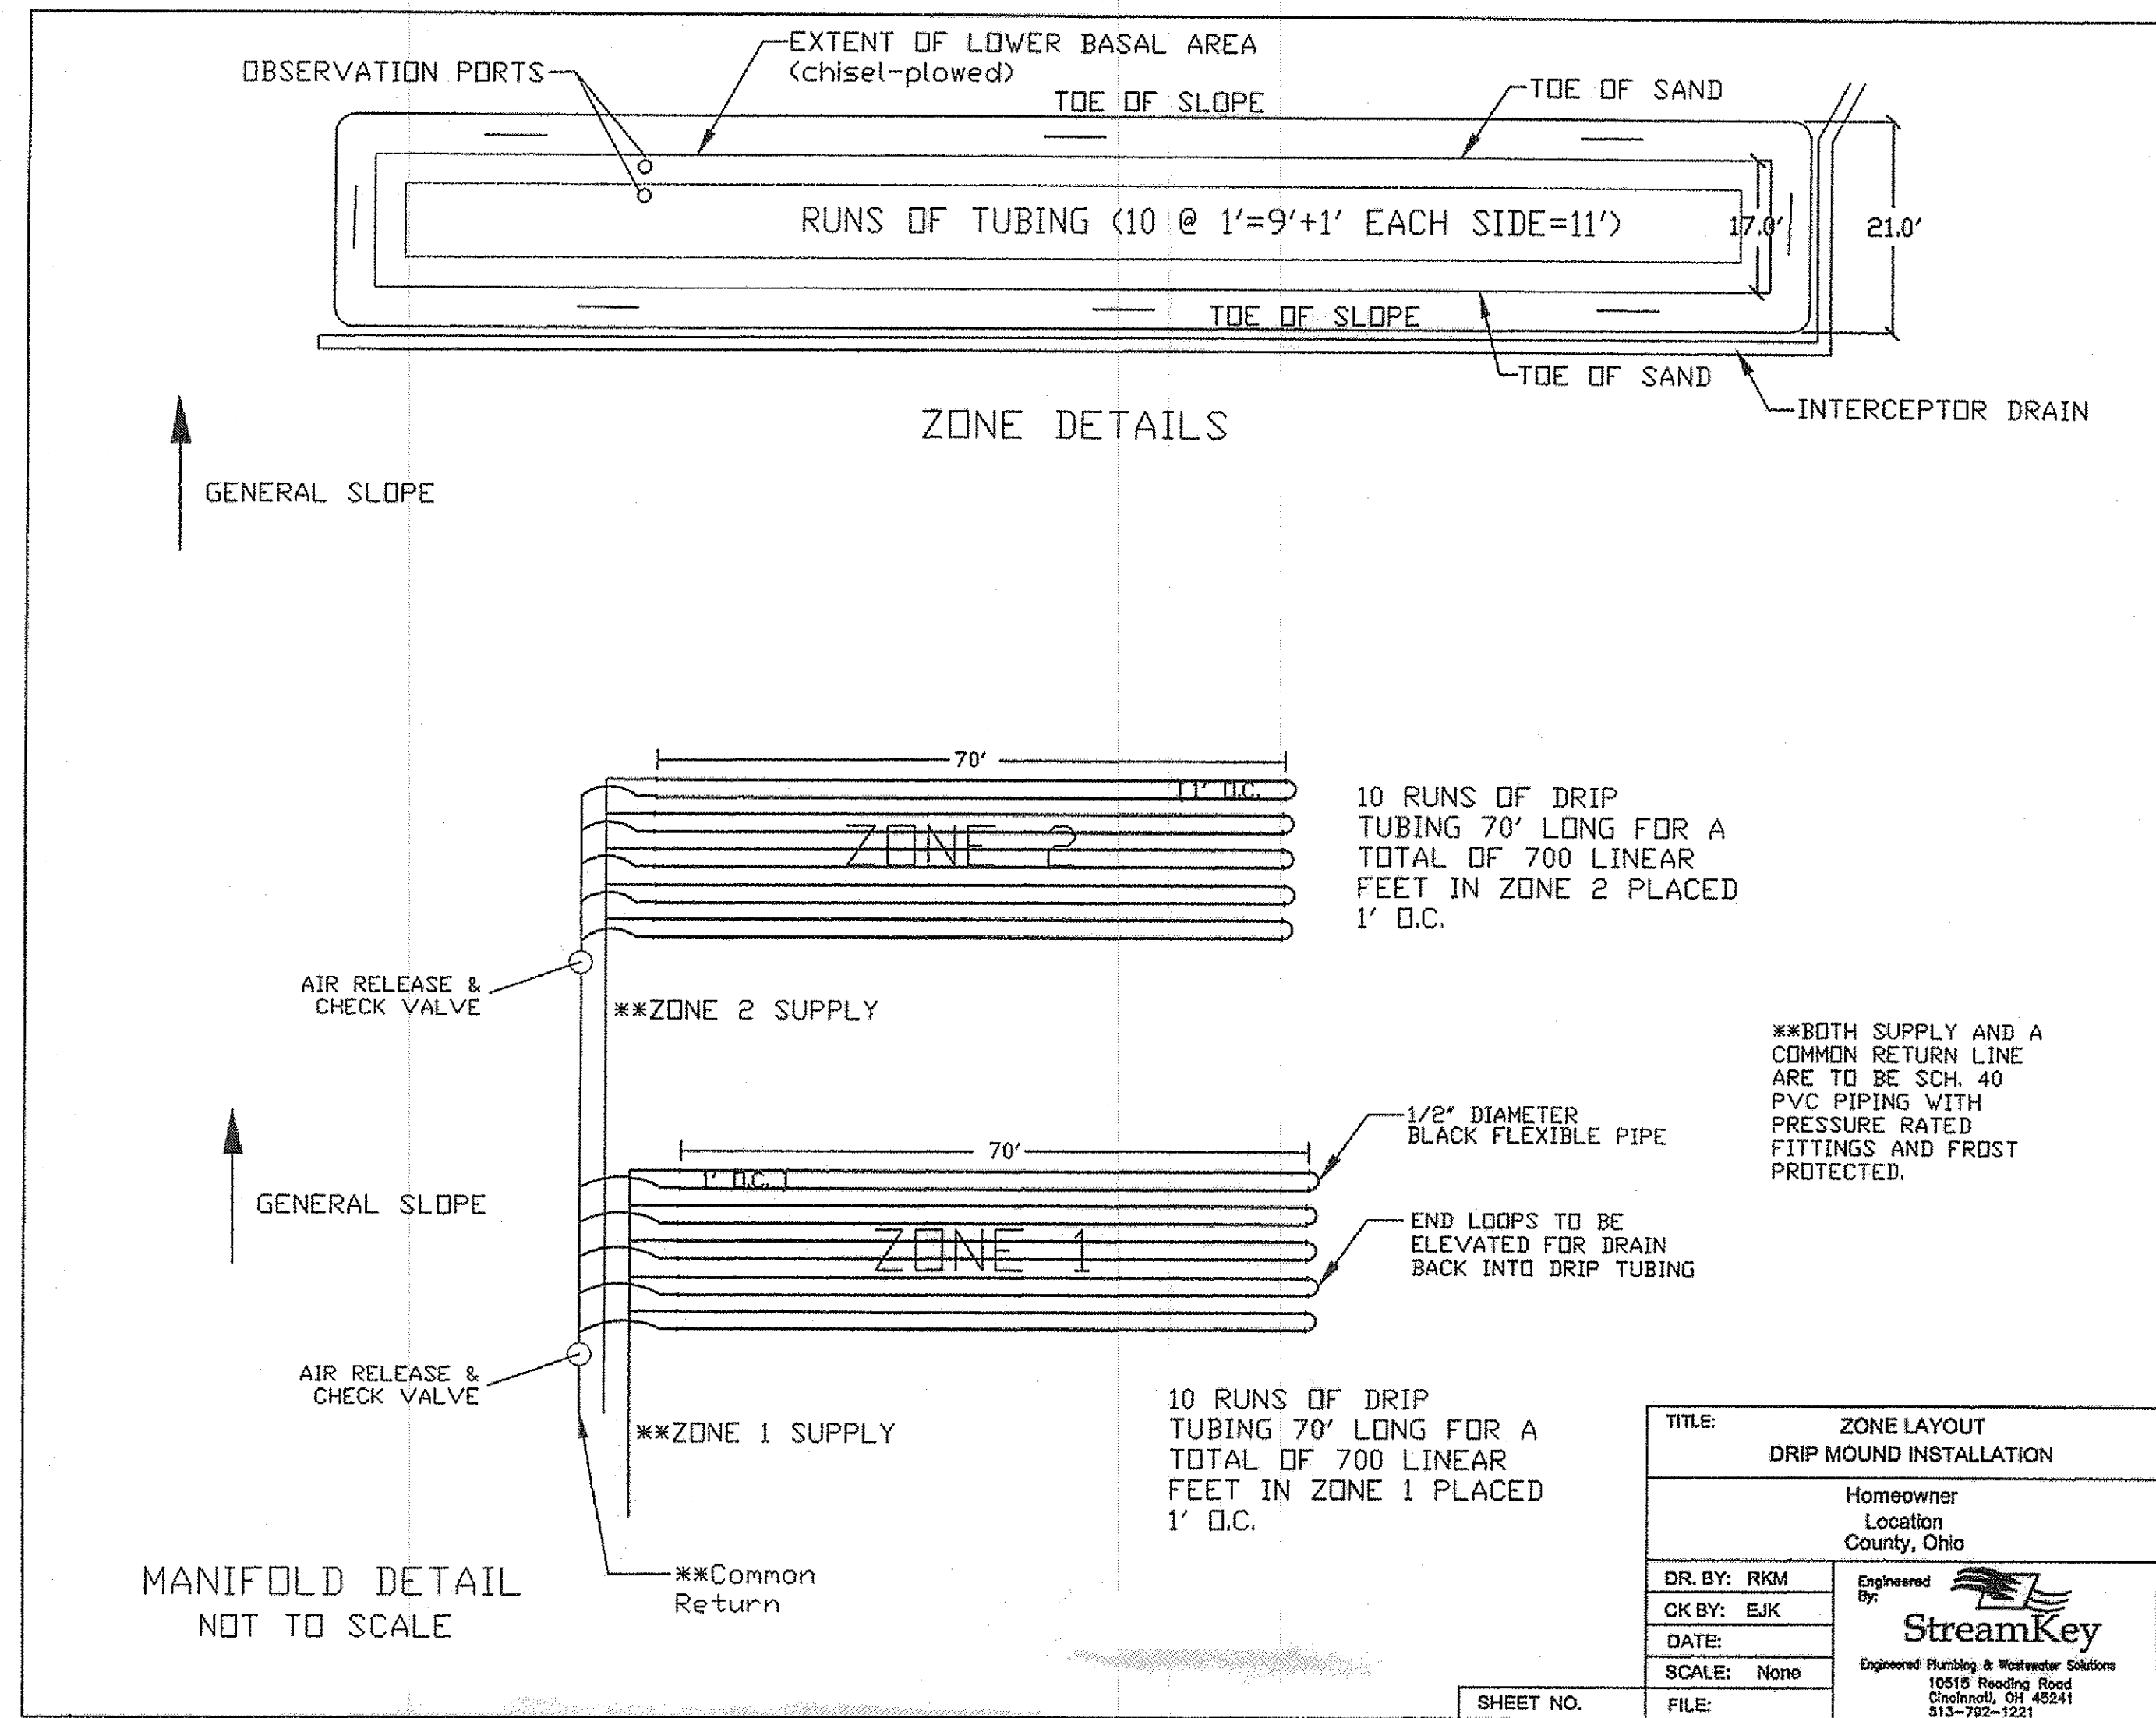 OBSERVATION PORTS
EXTENT OF LOWER BASAL AREA
(chisel-plowed)
TOE OF SLOPE
TOE OF SAND
RUNS OF TUBING (10 @ 1'=9'+1' EACH SIDE=11')
17.0'
21.0'
TOE OF SLOPE
TOE OF SAND
INTERCEPTOR DRAIN
ZONE DETAILS
GENERAL SLOPE
70'
1' O.C.
ZONE 2
10 RUNS OF DRIP
TUBING 70' LONG FOR A
TOTAL OF 700 LINEAR
FEET IN ZONE 2 PLACED
1' O.C.
AIR RELEASE &
CHECK VALVE
**ZONE 2 SUPPLY
**BOTH SUPPLY AND A
COMMON RETURN LINE
ARE TO BE SCH. 40
PVC PIPING WITH
PRESSURE RATED
FITTINGS AND FROST
PROTECTED.
1/2" DIAMETER
BLACK FLEXIBLE PIPE
70'
1' O.C.
GENERAL SLOPE
ZONE 1
END LOOPS TO BE
ELEVATED FOR DRAIN
BACK INTO DRIP TUBING
AIR RELEASE &
CHECK VALVE
**ZONE 1 SUPPLY
10 RUNS OF DRIP
TUBING 70' LONG FOR A
TOTAL OF 700 LINEAR
FEET IN ZONE 1 PLACED
1' O.C.
**Common
Return
MANIFOLD DETAIL
NOT TO SCALE
TITLE: ZONE LAYOUT
DRIP MOUND INSTALLATION
Homeowner
Location
County, Ohio
DR. BY: RKM
CK BY: EJK
DATE:
SCALE: None
SHEET NO.
FILE:
Engineered
By:
StreamKey
Engineered Plumbing & Wastewater Solutions
10515 Reading Road
Cincinnati, OH 45241
513-792-1221